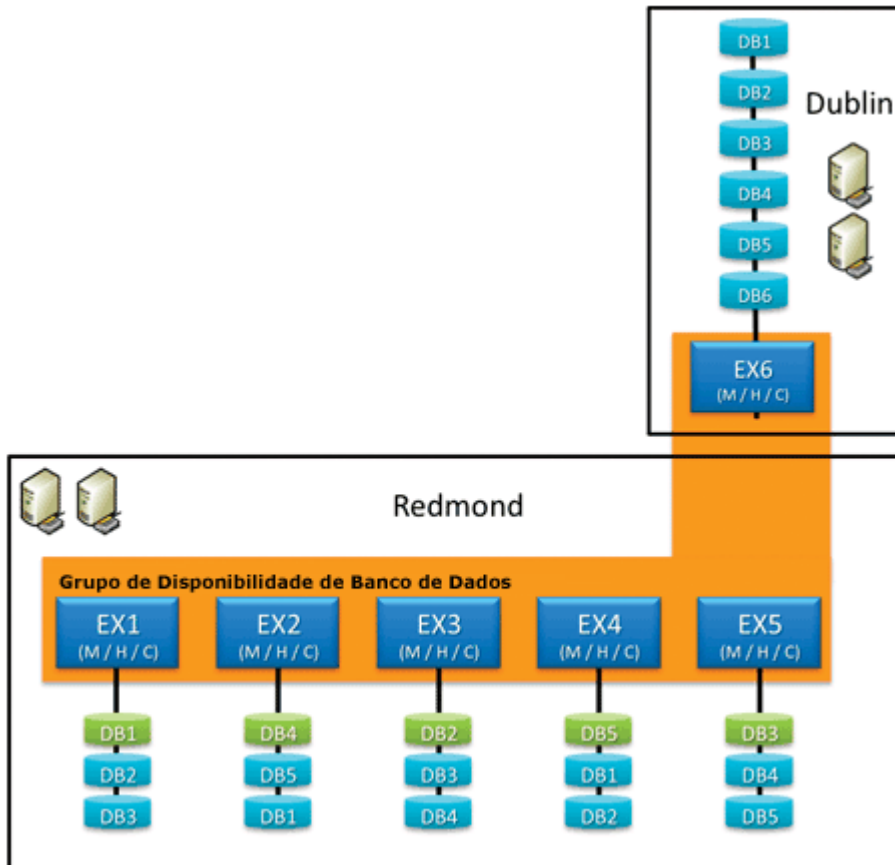 DB1
DB2
Dublin
DB3
DB4
DB5
DB6
EX6
(M / H / C)
Redmond
Grupo de Disponibilidade de Banco de Dados
EX1
(M / H / C)
EX2
(M / H / C)
EX3
(M / H / C)
EX4
(M / H / C)
EX5
(M / H / C)
DB1
DB2
DB3
DB4
DB5
DB1
DB2
DB3
DB4
DB5
DB1
DB2
DB3
DB4
DB5